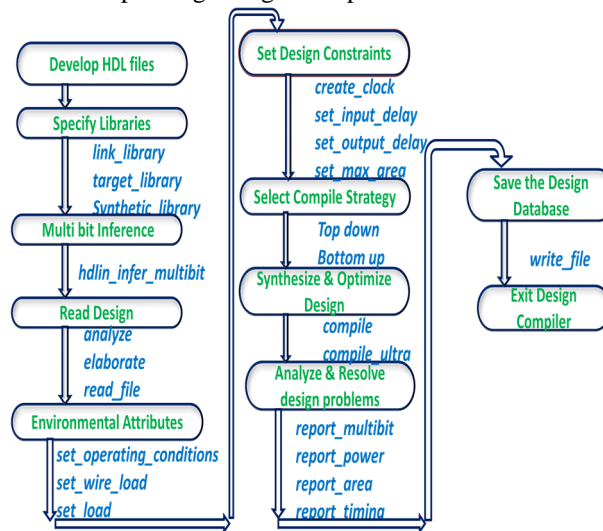 Develop HDL files
Specify Libraries
link_library
target_library
Synthetic_library
Multi bit Inference
hdlin_infer_multibit
Read Design
analyze
elaborate
read_file
Environmental Attributes
set_operating_conditions
set_wire_load
set_load
Set Design Constraints
create_clock
set_input_delay
set_output_delay
set_max_area
Select Compile Strategy
Top down
Bottom up
Synthesize & Optimize
Design
compile
compile_ultra
Analyze & Resolve
design problems
report_multibit
report_power
report_area
report_timing
Save the Design
Database
write_file
Exit Design
Compiler